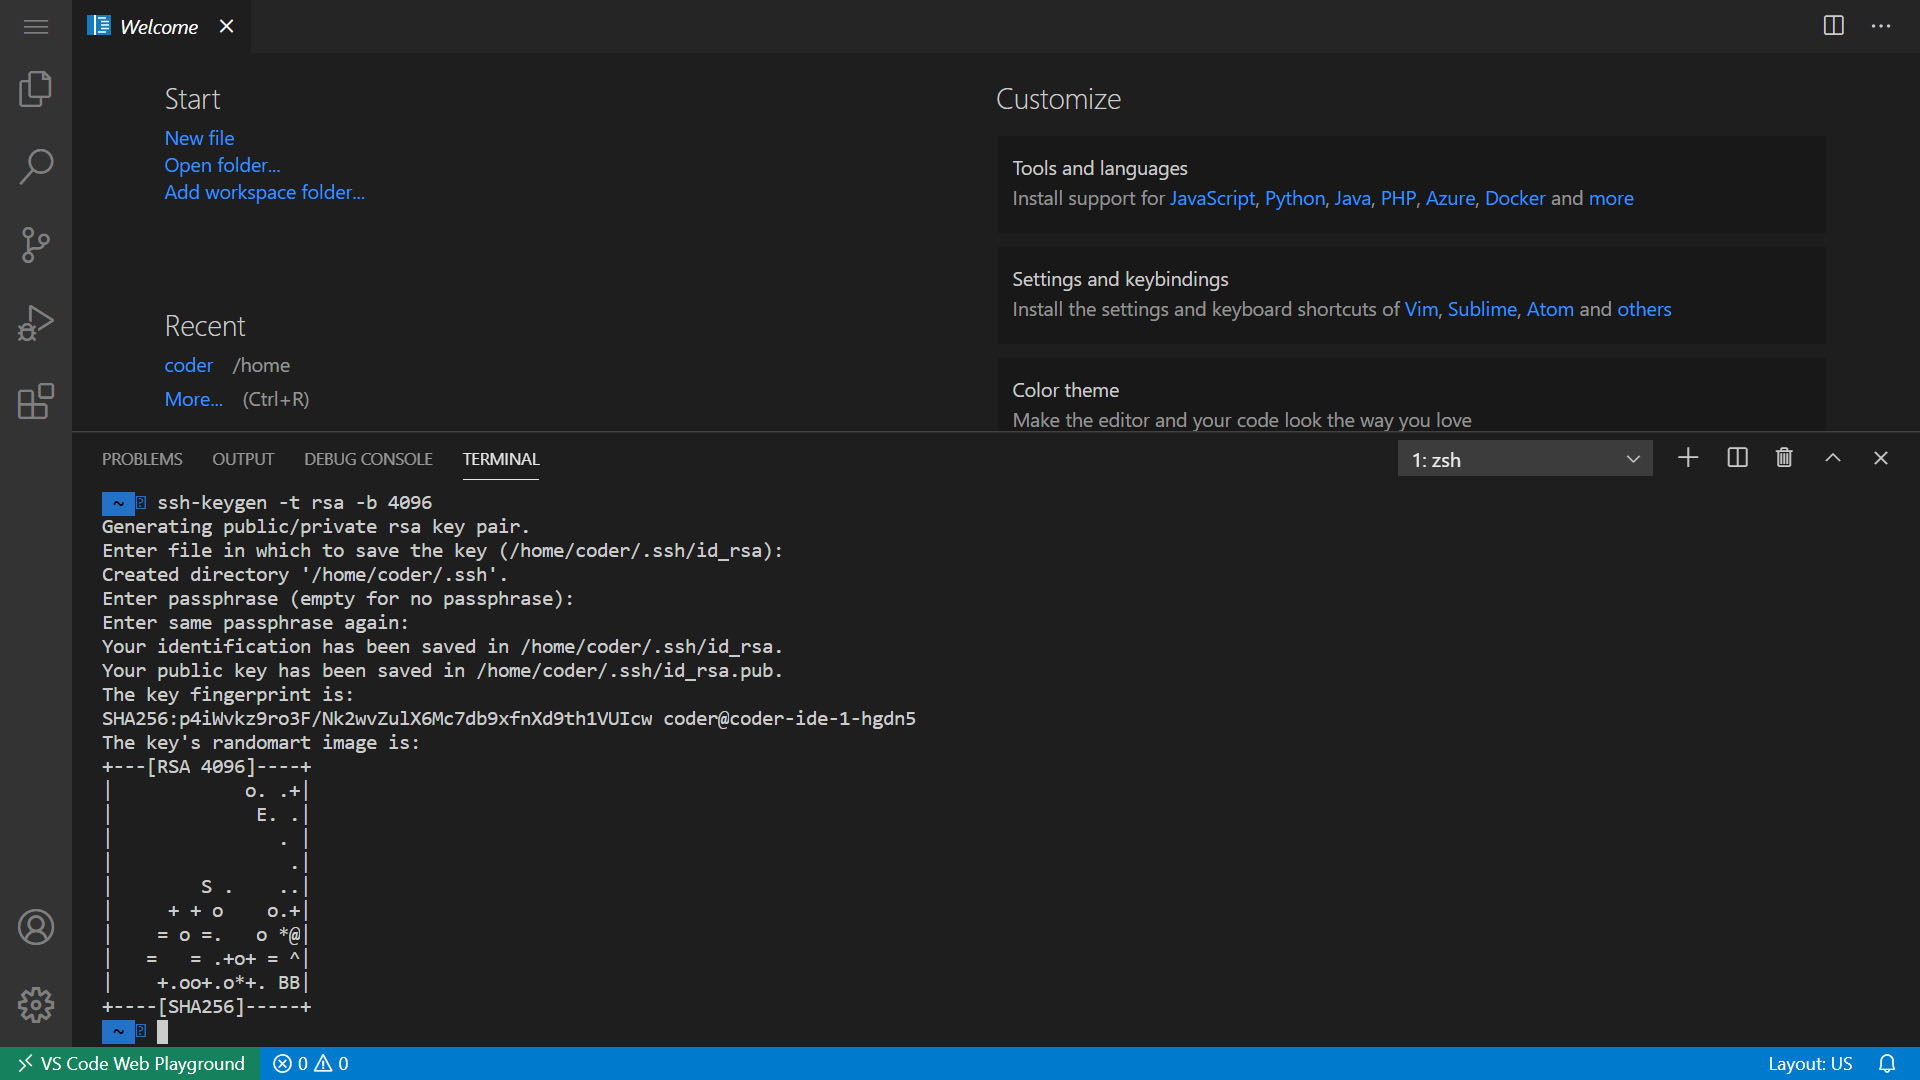 Welcome
Start
New file
Open folder...
Add workspace folder...
Recent
coder /home
More... (Ctrl+R)
Customize
Tools and languages
Install support for JavaScript, Python, Java, PHP, Azure, Docker and more
Settings and keybindings
Install the settings and keyboard shortcuts of Vim, Sublime, Atom and others
Color theme
Make the editor and your code look the way you love
PROBLEMS OUTPUT DEBUG CONSOLE TERMINAL 1: zsh
~ ssh-keygen -t rsa -b 4096
Generating public/private rsa key pair.
Enter file in which to save the key (/home/coder/.ssh/id_rsa):
Created directory '/home/coder/.ssh'.
Enter passphrase (empty for no passphrase):
Enter same passphrase again:
Your identification has been saved in /home/coder/.ssh/id_rsa.
Your public key has been saved in /home/coder/.ssh/id_rsa.pub.
The key fingerprint is:
SHA256:p4iWvkz9ro3F/Nk2wvZulX6Mc7db9xfnXd9th1VUIcw coder@coder-ide-1-hgdn5
The key's randomart image is:
+---[RSA 4096]----+
|            o. .+|
|             E. .|
|               . |
|                .|
|        S .    ..|
|     + + o    o.+|
|    = o =.   o *@|
|   =   = .+o+ = ^|
|    +.oo+.o*+. BB|
+----[SHA256]-----+
~
VS Code Web Playground 0 0 Layout: US